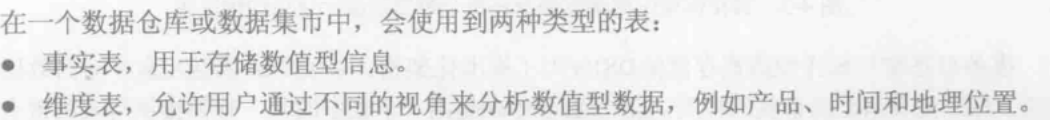 在一个数据仓库或数据集市中，会使用到两种类型的表：
● 事实表，用于存储数值型信息。
● 维度表，允许用户通过不同的视角来分析数值型数据，例如产品、时间和地理位置。